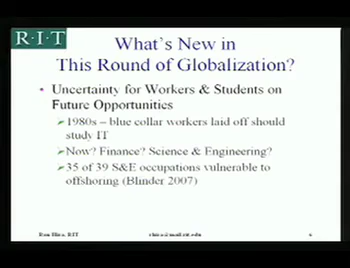 R·I·T
What's New in
This Round of Globalization?
• Uncertainty for Workers & Students on
Future Opportunities
➢1980s – blue collar workers laid off should
study IT
➢Now? Finance? Science & Engineering?
➢35 of 39 S&E occupations vulnerable to
offshoring (Blinder 2007)
Ron Hira, RIT
6